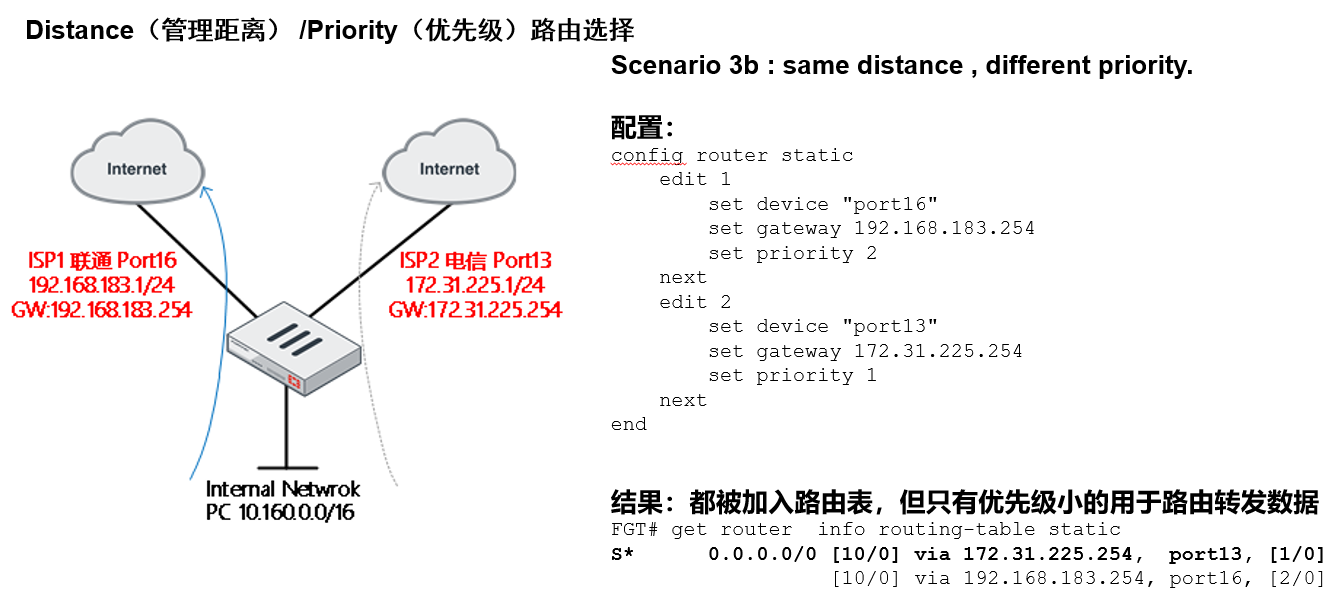 Distance（管理距离） /Priority（优先级）路由选择
Scenario 3b : same distance , different priority.
Internet
Internet
ISP1 联通 Port16
192.168.183.1/24
GW:192.168.183.254
ISP2 电信 Port13
172.31.225.1/24
GW:172.31.225.254
Internal Netwrok
PC 10.160.0.0/16
配置：
config router static
    edit 1
        set device "port16"
        set gateway 192.168.183.254
        set priority 2
    next
    edit 2
        set device "port13"
        set gateway 172.31.225.254
        set priority 1
    next
end
结果：都被加入路由表，但只有优先级小的用于路由转发数据
FGT# get router  info routing-table static
S*      0.0.0.0/0 [10/0] via 172.31.225.254,  port13, [1/0]
                  [10/0] via 192.168.183.254, port16, [2/0]